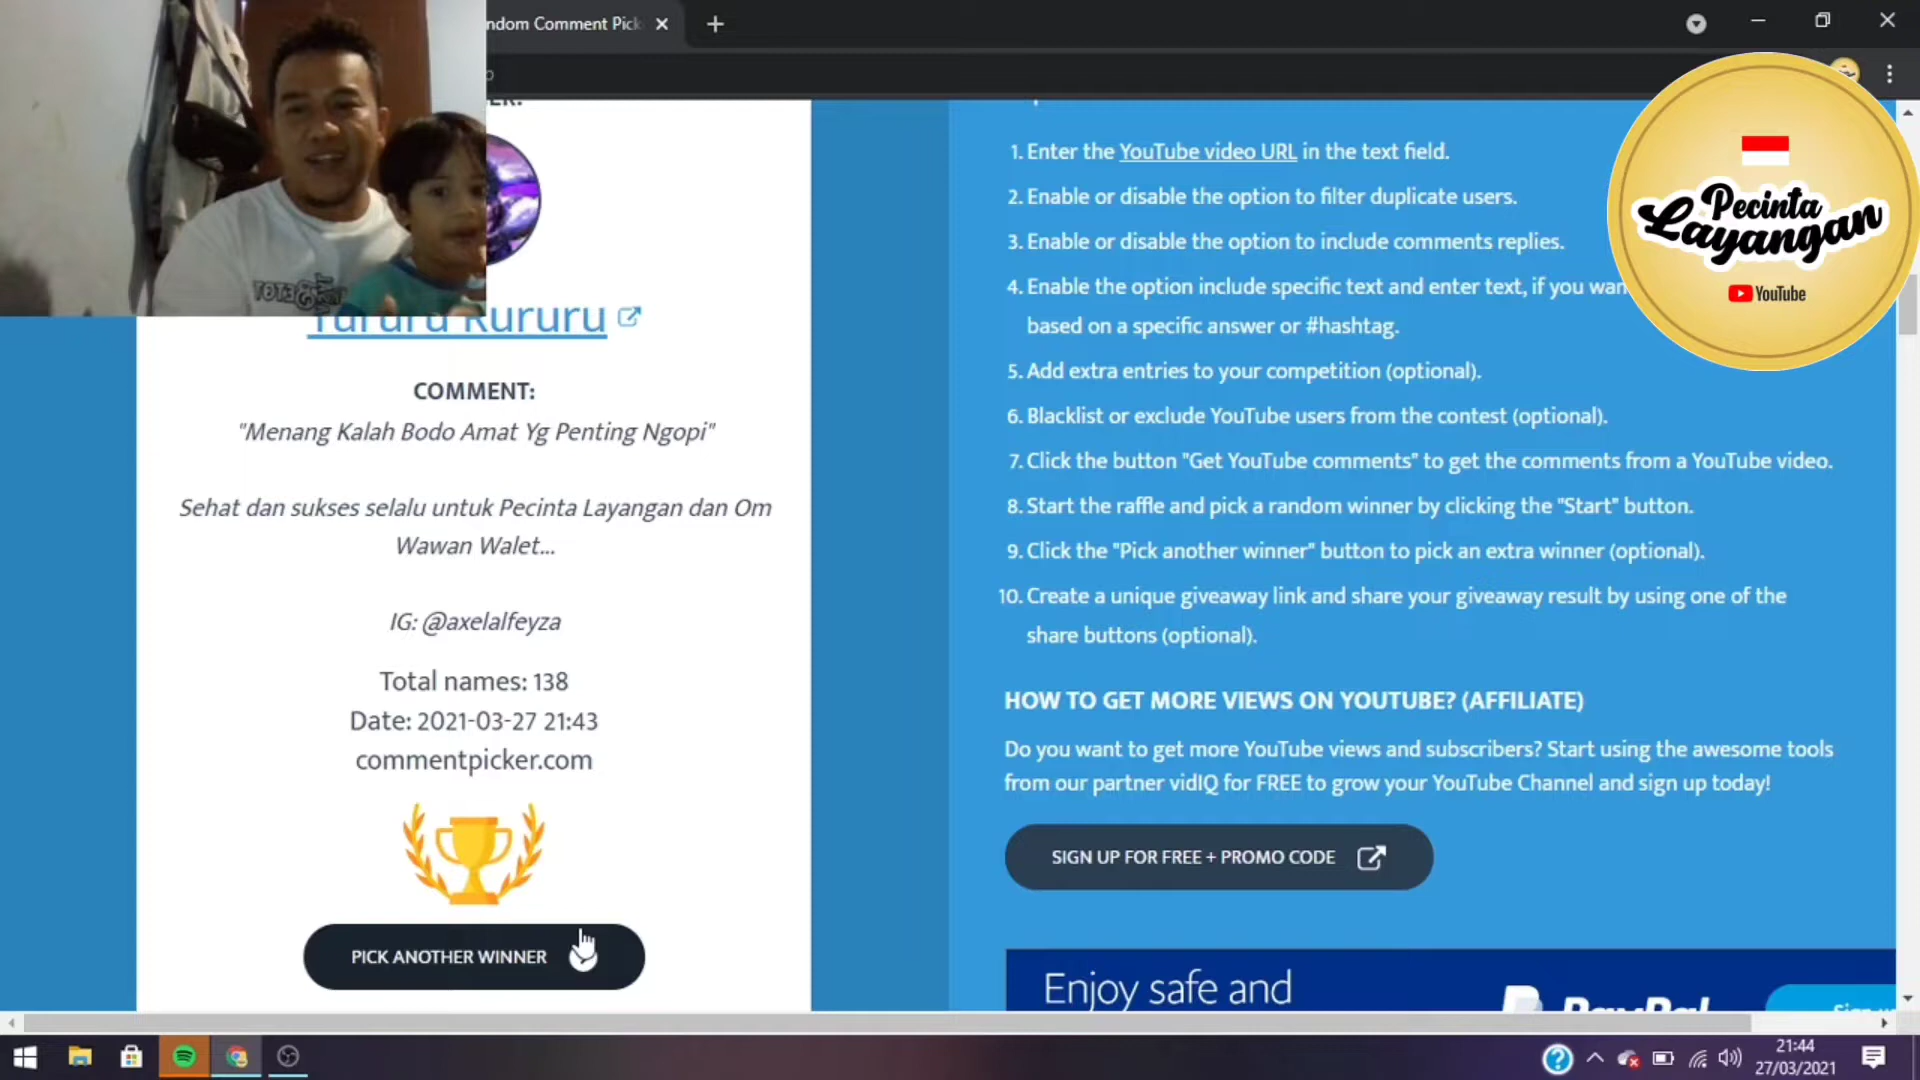 ndom Comment Pick
1. Enter the YouTube video URL in the text field.
2. Enable or disable the option to filter duplicate users.
3. Enable or disable the option to include comments replies.
4. Enable the option include specific text and enter text, if you wan
based on a specific answer or #hashtag.
5. Add extra entries to your competition (optional).
6. Blacklist or exclude YouTube users from the contest (optional).
7. Click the button "Get YouTube comments" to get the comments from a YouTube video.
8. Start the raffle and pick a random winner by clicking the "Start" button.
9. Click the "Pick another winner" button to pick an extra winner (optional).
10. Create a unique giveaway link and share your giveaway result by using one of the
share buttons (optional).
HOW TO GET MORE VIEWS ON YOUTUBE? (AFFILIATE)
Do you want to get more YouTube views and subscribers? Start using the awesome tools
from our partner vidIQ for FREE to grow your YouTube Channel and sign up today!
SIGN UP FOR FREE + PROMO CODE
Enjoy safe and
PayPal
Pecinta
Layangan
YouTube
Kururu
COMMENT:
"Menang Kalah Bodo Amat Yg Penting Ngopi"
Sehat dan sukses selalu untuk Pecinta Layangan dan Om
Wawan Walet...
IG: @axelalfeyza
Total names: 138
Date: 2021-03-27 21:43
commentpicker.com
PICK ANOTHER WINNER
21:44
27/03/2021